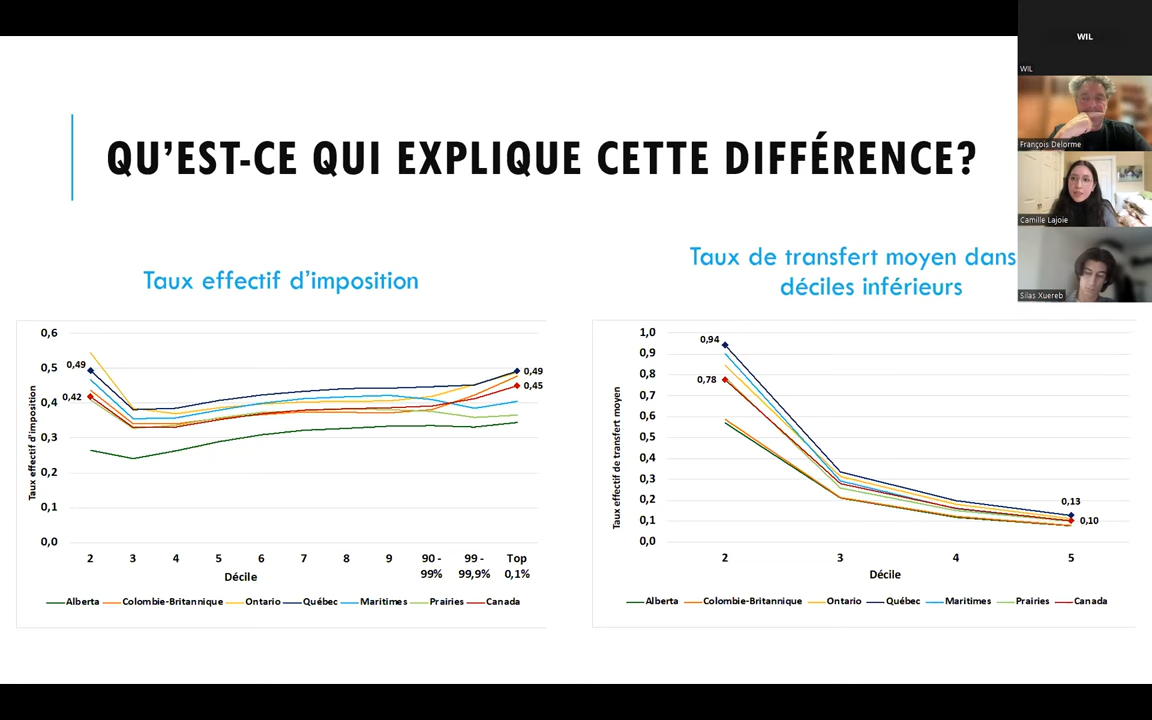 WIL
WIL
François Delorme
Camille Lajoie
Silas Xuereb
QU'EST-CE QUI EXPLIQUE CETTE DIFFÉRENCE?
Taux effectif d'imposition
0,6
0,5
0,4
0,3
0,2
0,1
0,0
Taux effectif d'imposition
0,49
0,42
0,49
0,45
2 3 4 5 6 7 8 9 90 - 99% 99 - 99,9% Top 0,1%
Décile
Alberta Colombie-Britannique Ontario Québec Maritimes Prairies Canada
Taux de transfert moyen dans
déciles inférieurs
1,0
0,9
0,8
0,7
0,6
0,5
0,4
0,3
0,2
0,1
0,0
Taux effectif de transfert moyen
0,94
0,78
0,13
0,10
2 3 4 5
Décile
Alberta Colombie-Britannique Ontario Québec Maritimes Prairies Canada